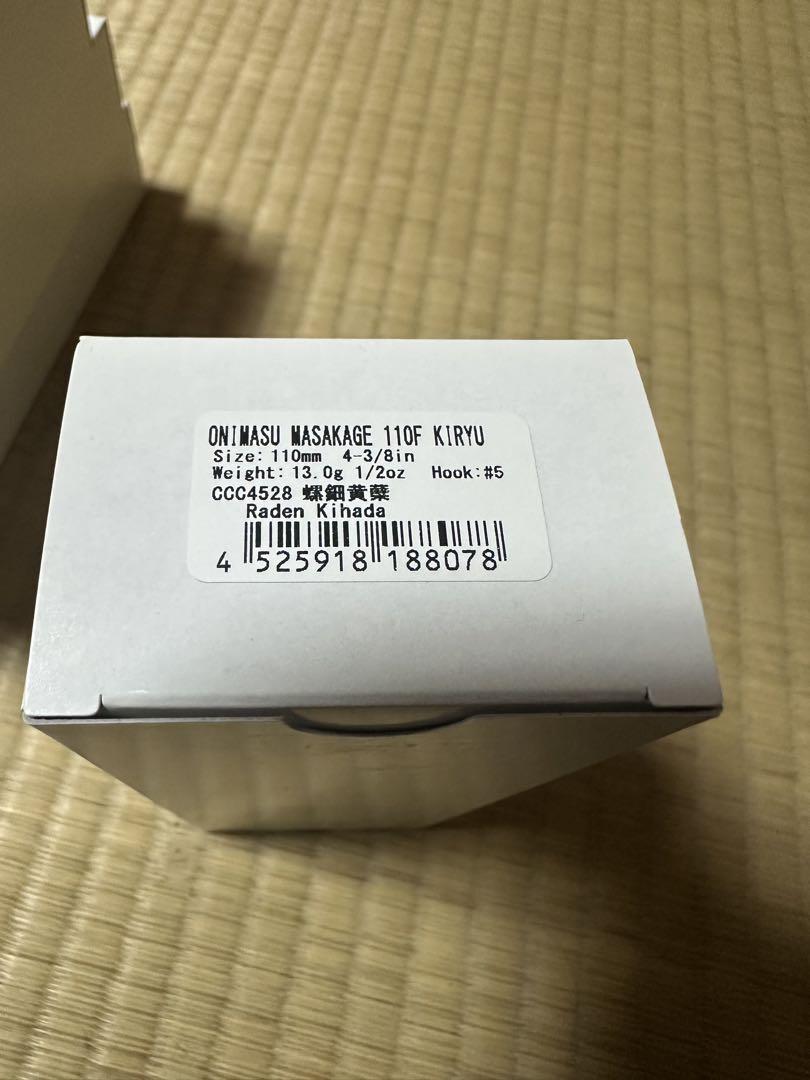 ONIMASU MASAKAGE 110F KIRYU
Size: 110mm 4-3/8in
Weight: 13.0g 1/2oz Hook:#5
CCC4528 螺鈿黄蘗
Raden Kihada
4 525918 188078